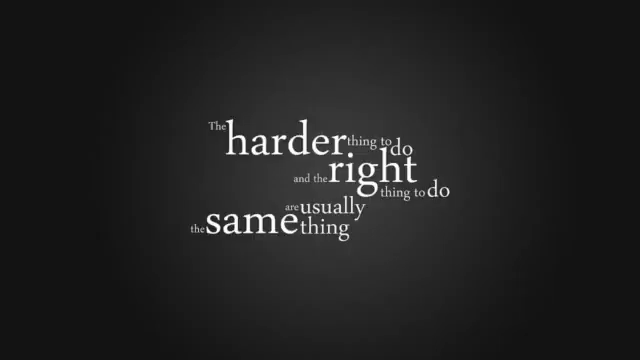 The harder thing to do
and the right thing to do
are usually
the same thing